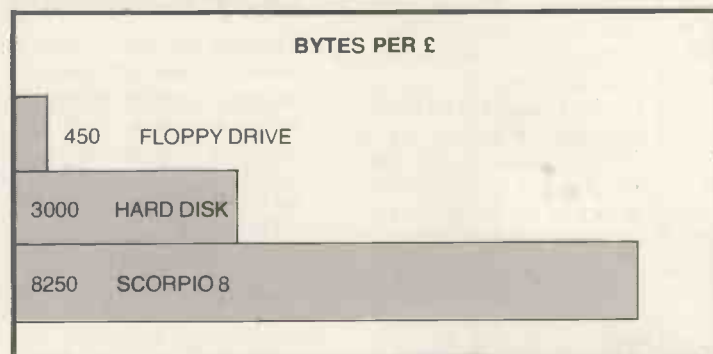 BYTES PER £
450 FLOPPY DRIVE
3000 HARD DISK
8250 SCORPIO 8